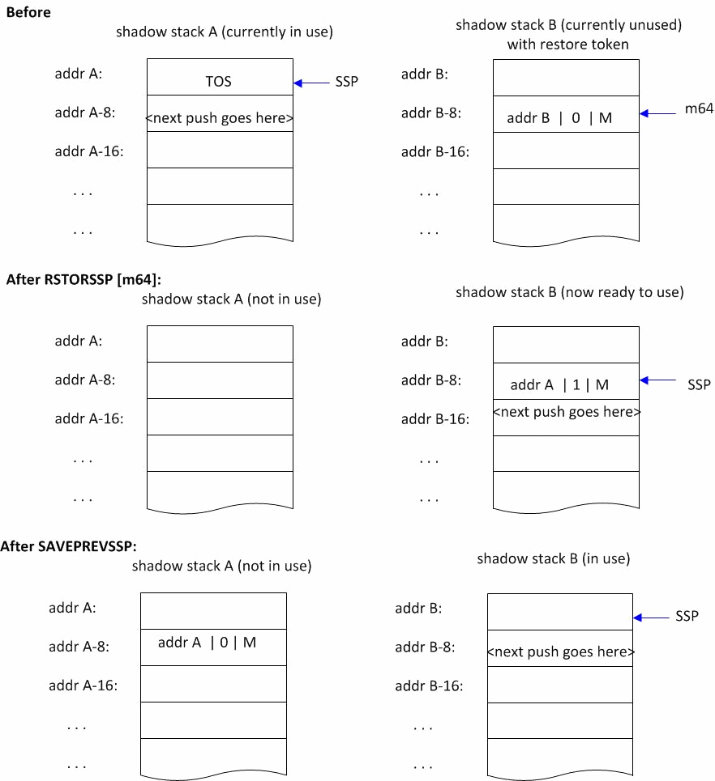 Before
shadow stack A (currently in use)
shadow stack B (currently unused)
with restore token
addr A:
TOS
SSP
addr A-8:
<next push goes here>
addr A-16:
. . .
. . .
addr B:
addr B-8:
addr B | 0 | M
m64
addr B-16:
. . .
. . .
After RSTORSSP [m64]:
shadow stack A (not in use)
shadow stack B (now ready to use)
addr A:
addr A-8:
addr A-16:
. . .
. . .
addr B:
addr B-8:
addr A | 1 | M
SSP
addr B-16:
<next push goes here>
. . .
. . .
After SAVEPREVSSP:
shadow stack A (not in use)
shadow stack B (in use)
addr A:
addr A-8:
addr A | 0 | M
addr A-16:
. . .
. . .
addr B:
SSP
addr B-8:
<next push goes here>
addr B-16:
. . .
. . .